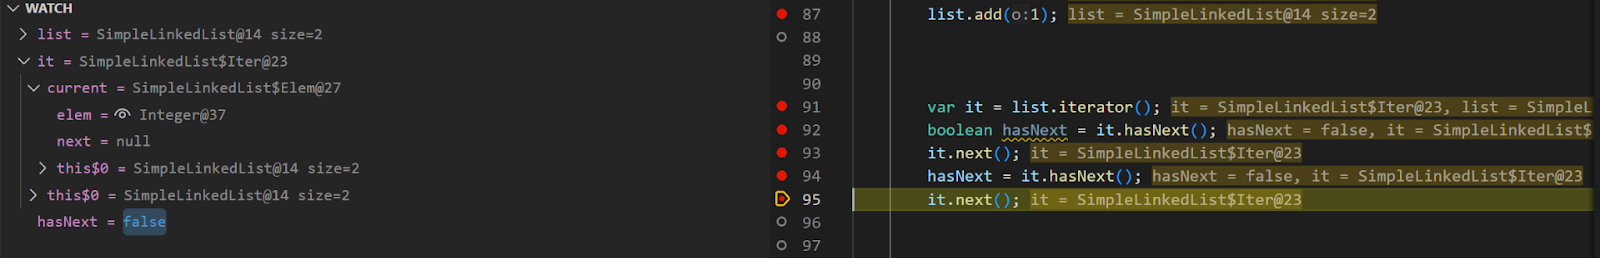 WATCH
list = SimpleLinkedList@14 size=2
it = SimpleLinkedList$Iter@23
current = SimpleLinkedList$Elem@27
elem = Integer@37
next = null
this$0 = SimpleLinkedList@14 size=2
this$0 = SimpleLinkedList@14 size=2
hasNext = false
87 list.add(o:1); list = SimpleLinkedList@14 size=2
88
89
90
91 var it = list.iterator(); it = SimpleLinkedList$Iter@23, list = SimpleL
92 boolean hasNext = it.hasNext(); hasNext = false, it = SimpleLinkedList$
93 it.next(); it = SimpleLinkedList$Iter@23
94 hasNext = it.hasNext(); hasNext = false, it = SimpleLinkedList$Iter@23
95 it.next(); it = SimpleLinkedList$Iter@23
96
97